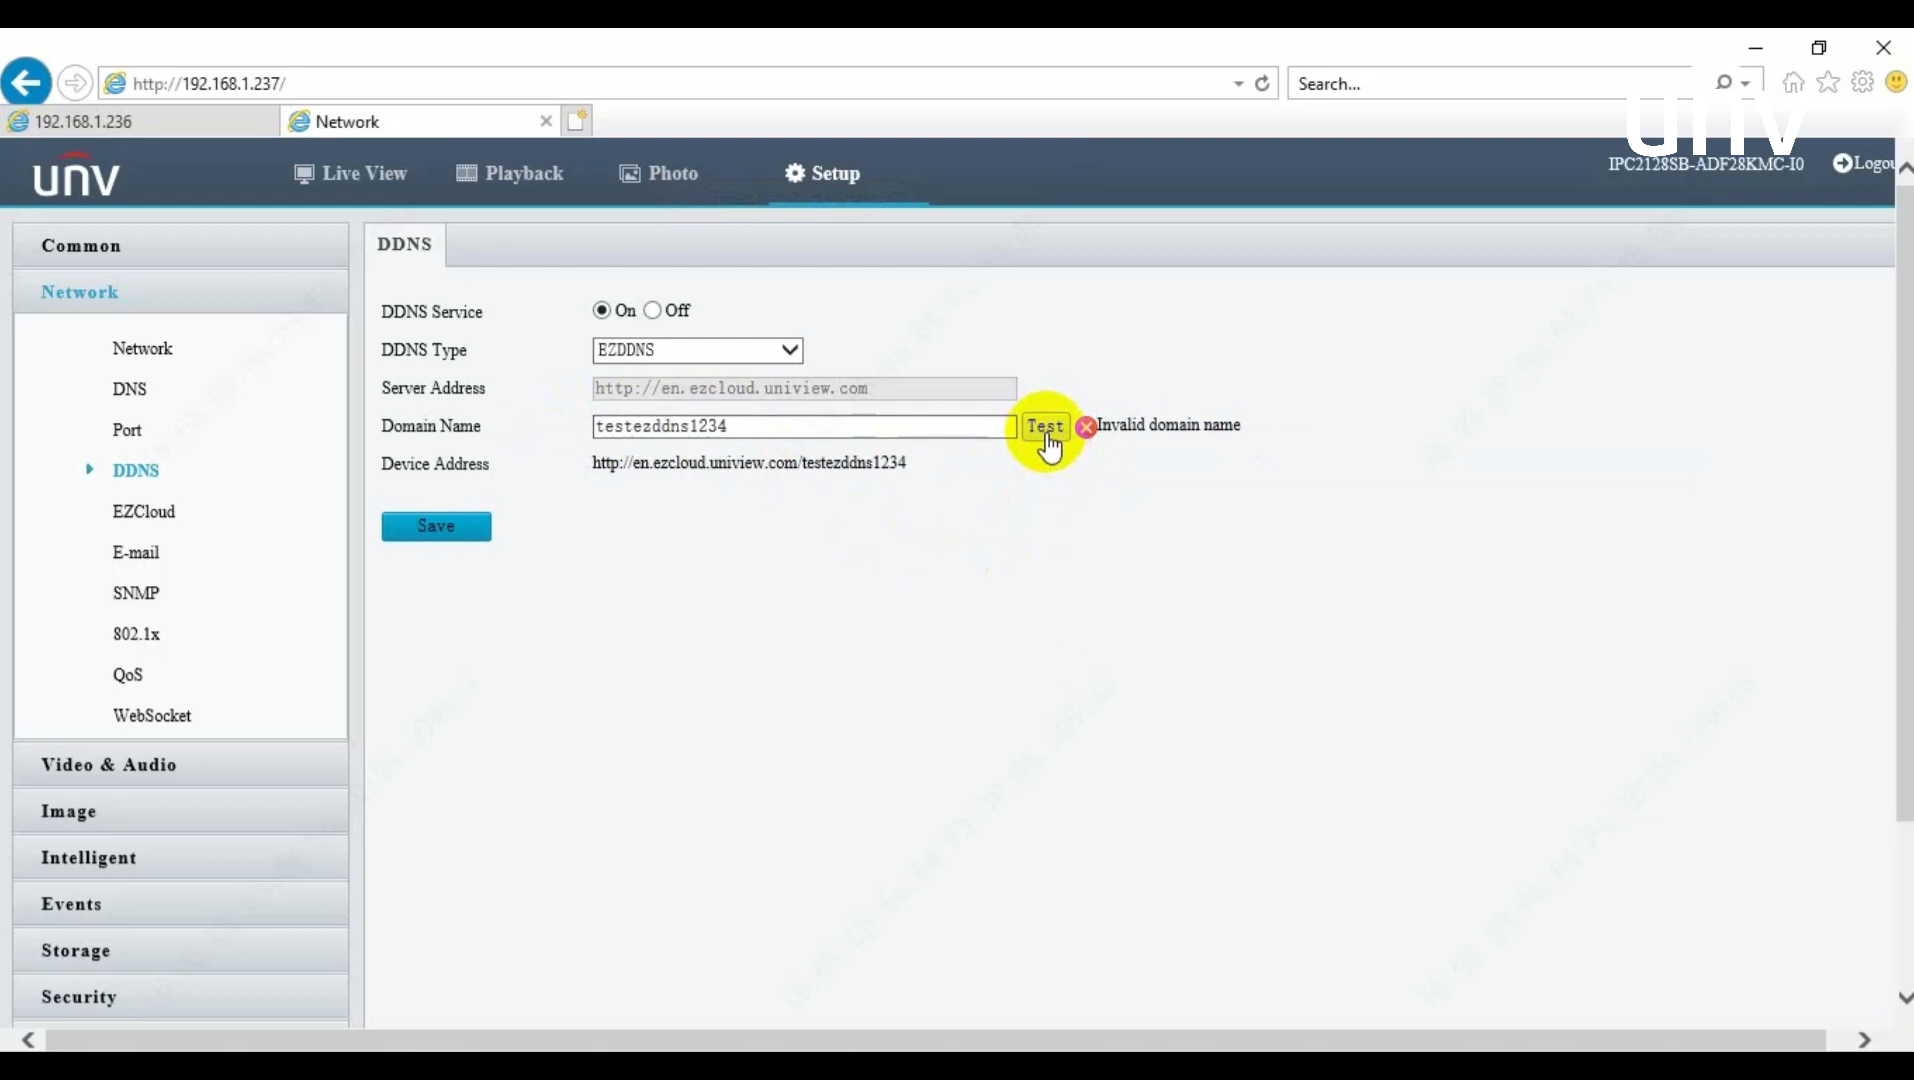 http://192.168.1.237/
Search...
192.168.1.236
Network
unv
unv
Live View
Playback
Photo
Setup
IPC2128SB-ADF28KMC-I0
Logou
Common
Network
Network
DNS
Port
DDNS
EZCloud
E-mail
SNMP
802.1x
QoS
WebSocket
Video & Audio
Image
Intelligent
Events
Storage
Security
DDNS
DDNS Service On Off
DDNS Type EZDDNS
Server Address http://en.ezcloud.uniview.com
Domain Name testezddns1234 Test Invalid domain name
Device Address http://en.ezcloud.uniview.com/testezddns1234
Save